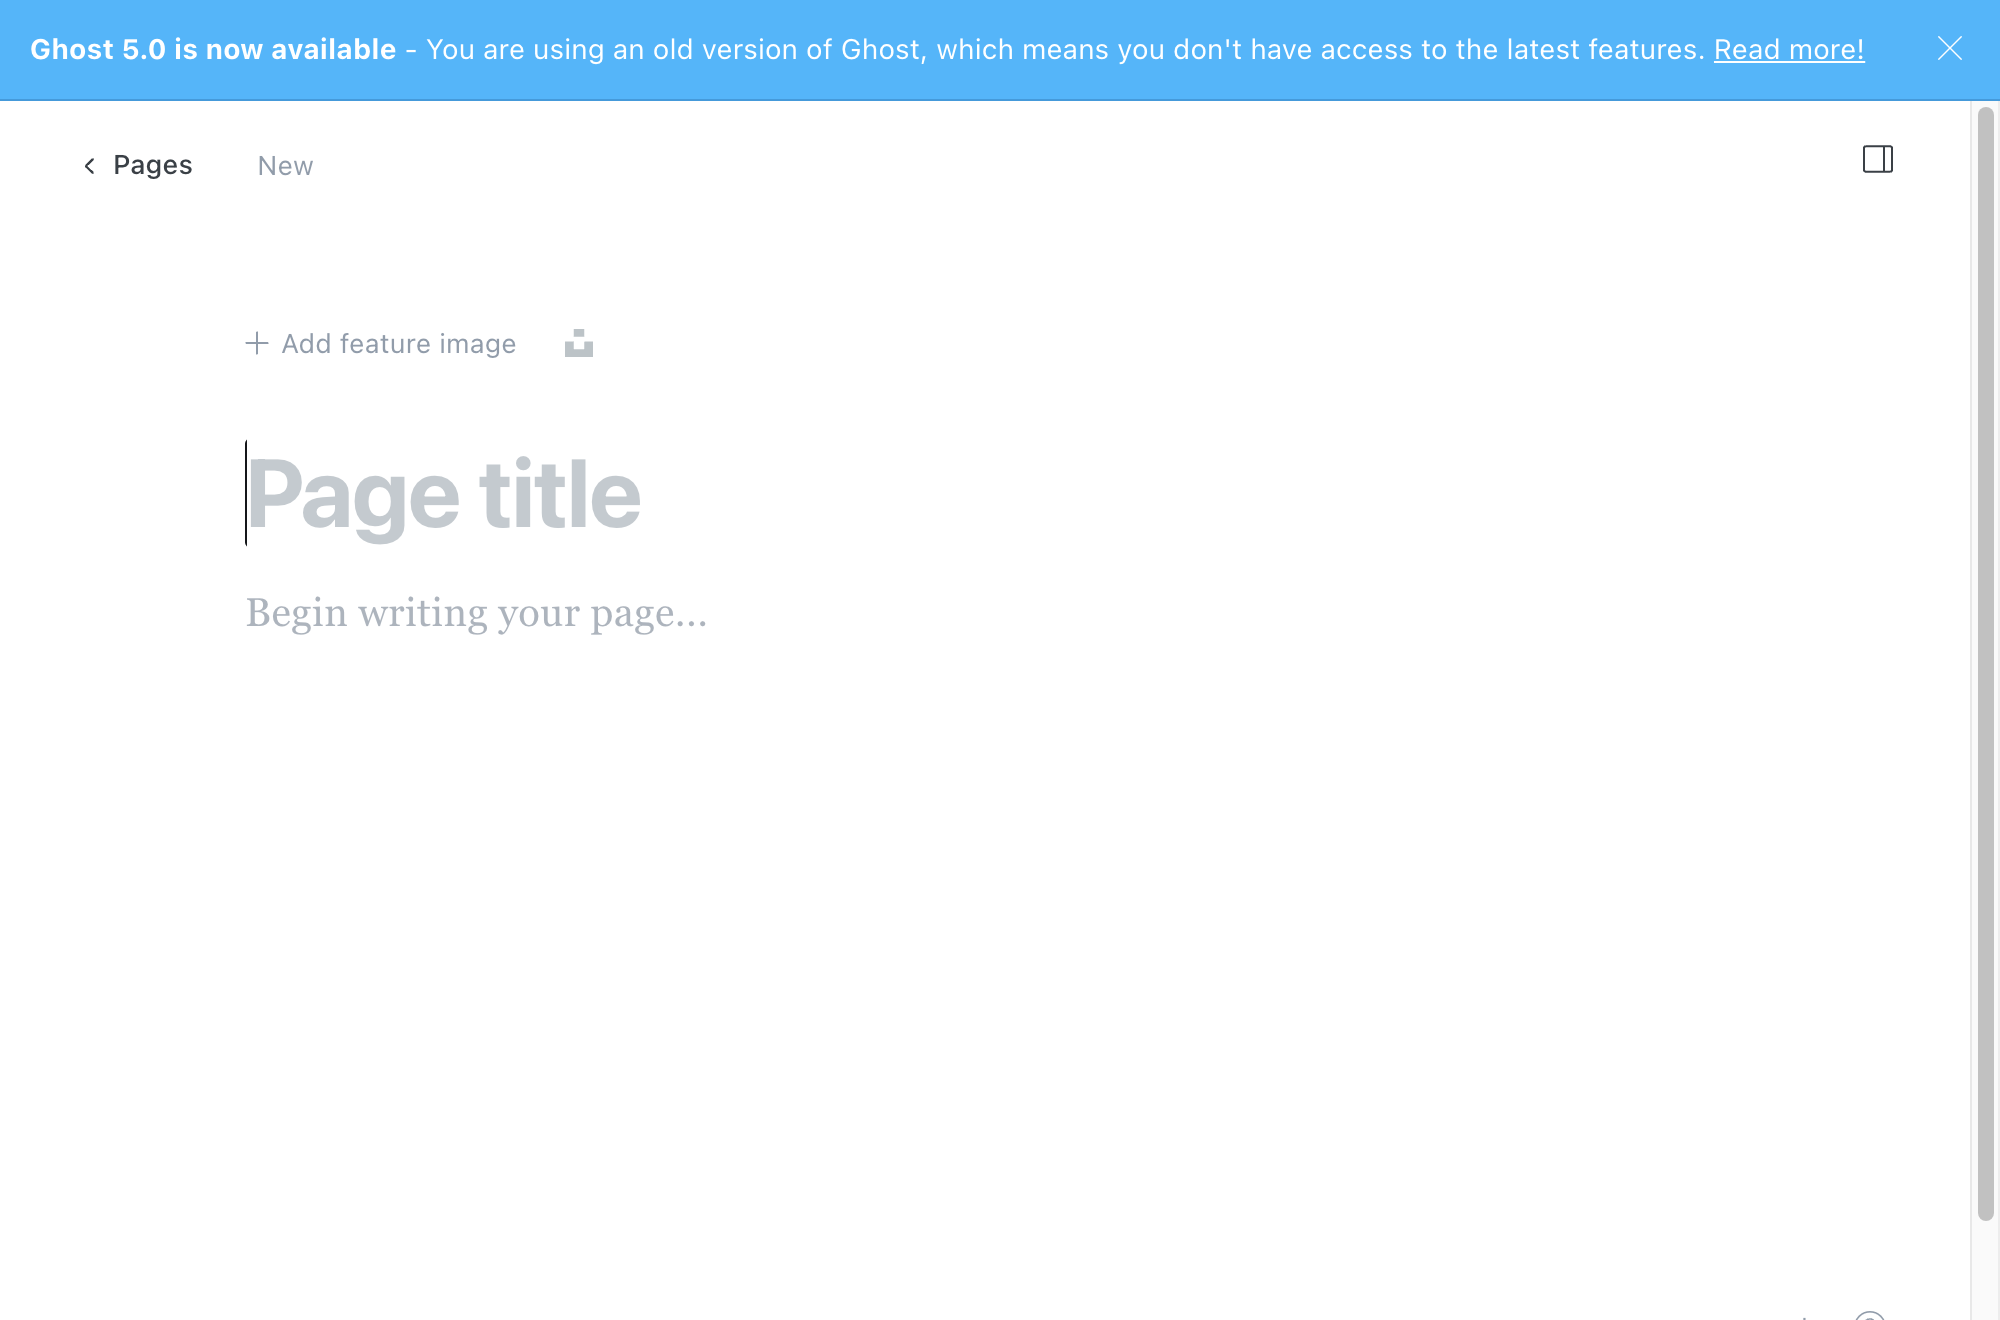 Ghost 5.0 is now available - You are using an old version of Ghost, which means you don't have access to the latest features. Read more!
Pages New
Add feature image
Page title
Begin writing your page...